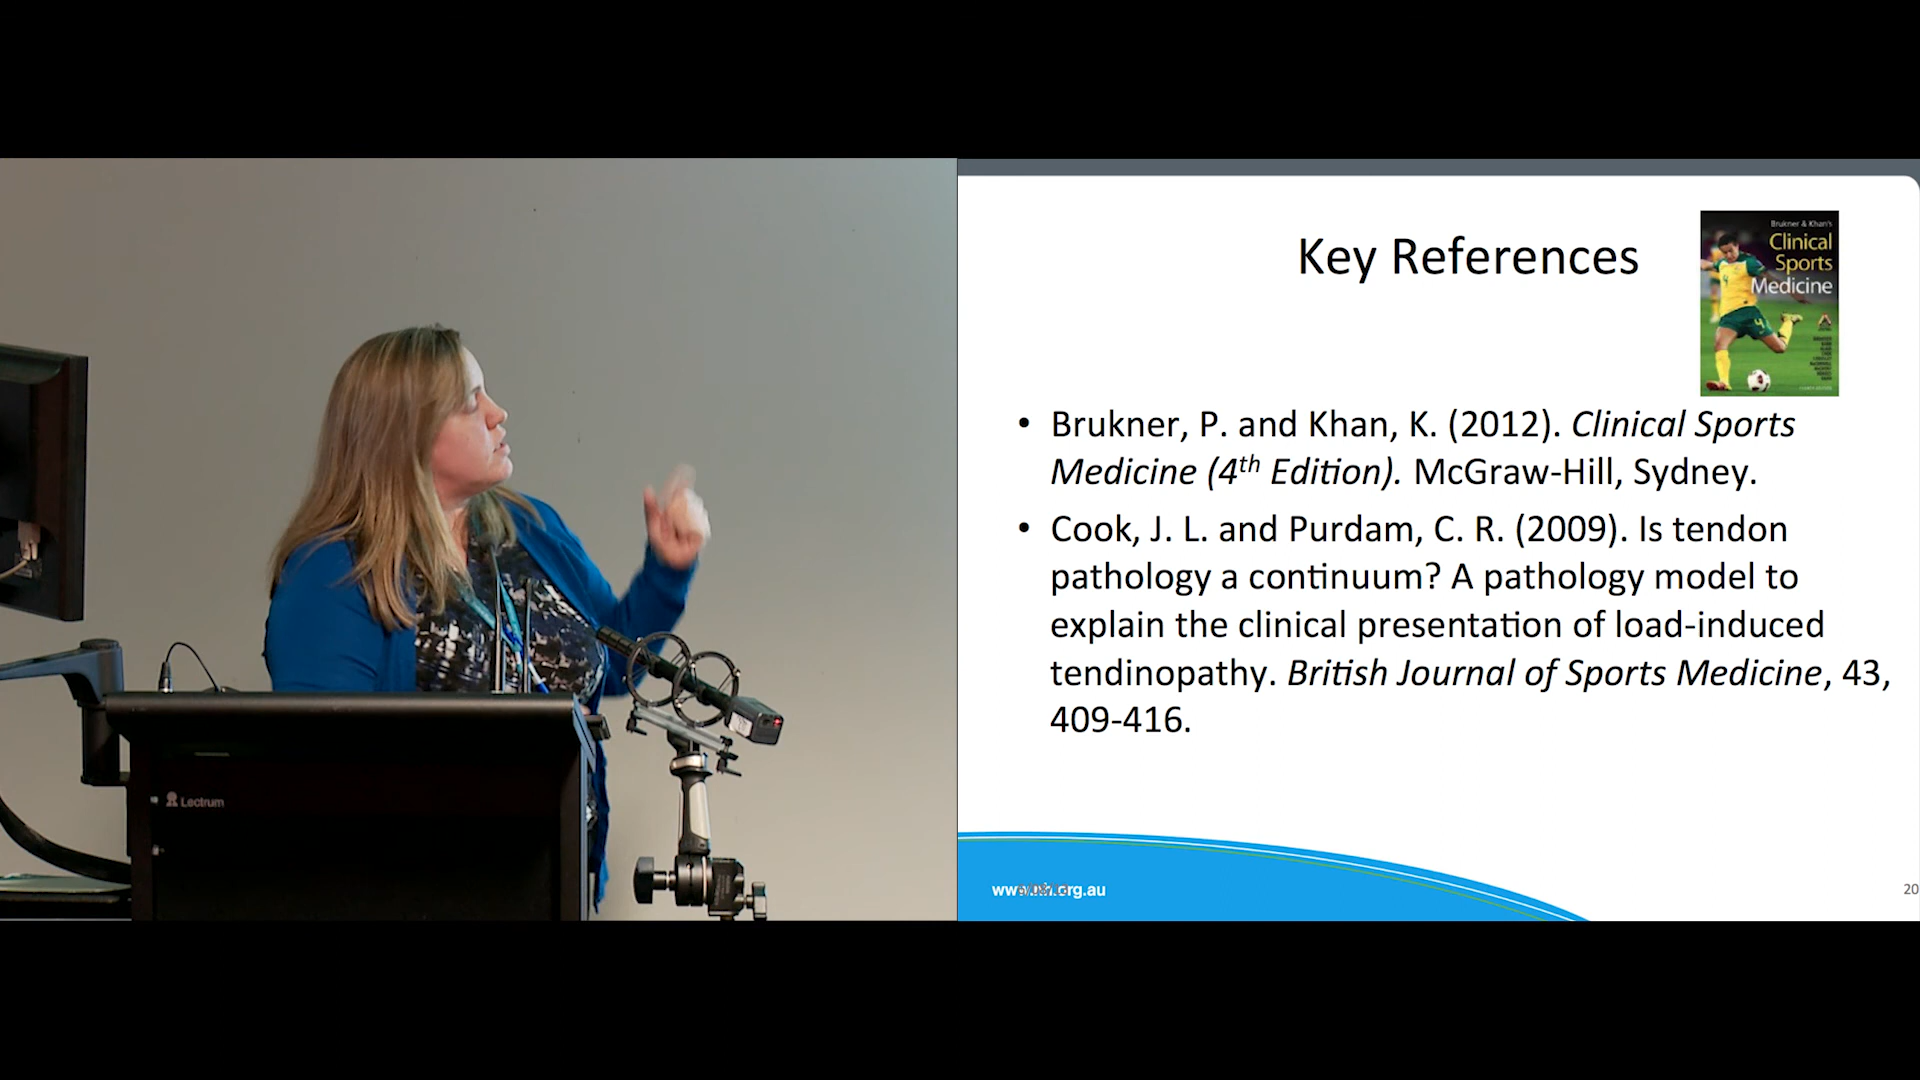 Key References
Brukner & Khan's
Clinical
Sports
Medicine
• Brukner, P. and Khan, K. (2012). Clinical Sports
Medicine (4th Edition). McGraw-Hill, Sydney.
• Cook, J. L. and Purdam, C. R. (2009). Is tendon
pathology a continuum? A pathology model to
explain the clinical presentation of load-induced
tendinopathy. British Journal of Sports Medicine, 43,
409-416.
Lectrum
20